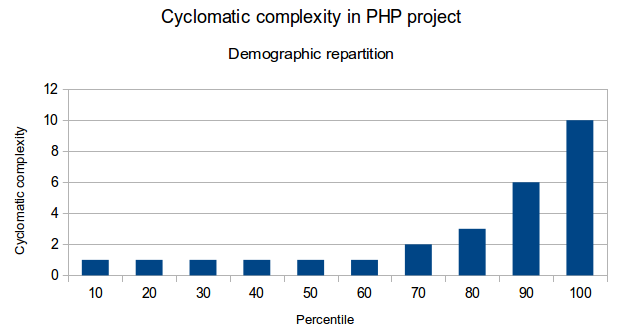 Cyclomatic complexity in PHP project
Demographic repartition
Cyclomatic complexity
12
10
8
6
4
2
0
10 20 30 40 50 60 70 80 90 100
Percentile